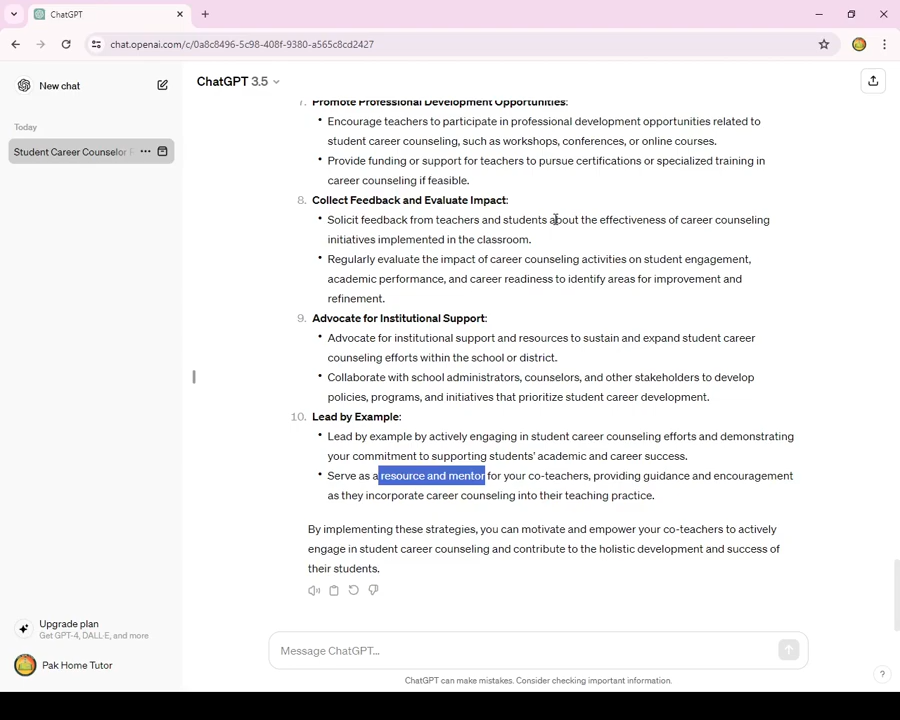 ChatGPT
chat.openai.com/c/0a8c8496-5c98-408f-9380-a565c8cd2427
New chat
Today
Student Career Counselor
Upgrade plan
Get GPT-4, DALL·E, and more
Pak Home Tutor
ChatGPT 3.5
7. Promote Professional Development Opportunities:
• Encourage teachers to participate in professional development opportunities related to
student career counseling, such as workshops, conferences, or online courses.
• Provide funding or support for teachers to pursue certifications or specialized training in
career counseling if feasible.
8. Collect Feedback and Evaluate Impact:
• Solicit feedback from teachers and students about the effectiveness of career counseling
initiatives implemented in the classroom.
• Regularly evaluate the impact of career counseling activities on student engagement,
academic performance, and career readiness to identify areas for improvement and
refinement.
9. Advocate for Institutional Support:
• Advocate for institutional support and resources to sustain and expand student career
counseling efforts within the school or district.
• Collaborate with school administrators, counselors, and other stakeholders to develop
policies, programs, and initiatives that prioritize student career development.
10. Lead by Example:
• Lead by example by actively engaging in student career counseling efforts and demonstrating
your commitment to supporting students' academic and career success.
• Serve as a resource and mentor for your co-teachers, providing guidance and encouragement
as they incorporate career counseling into their teaching practice.
By implementing these strategies, you can motivate and empower your co-teachers to actively
engage in student career counseling and contribute to the holistic development and success of
their students.
Message ChatGPT...
ChatGPT can make mistakes. Consider checking important information.
?